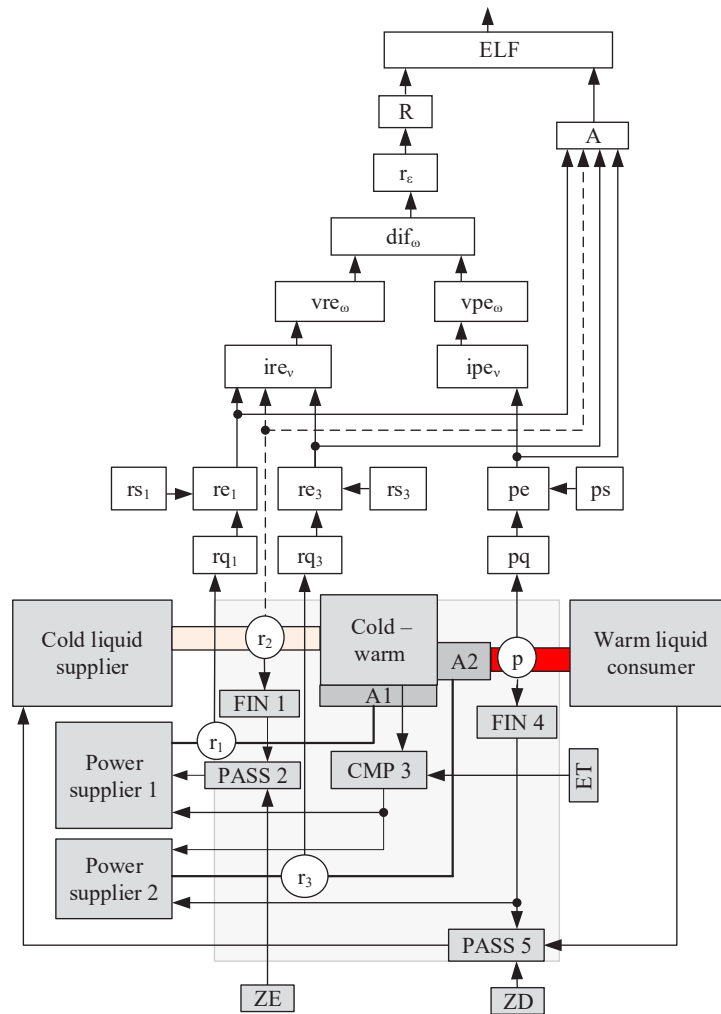 ELF
R
A
rε
difω
vreω
vpeω
ireν
ipeν
rs1
re1
re3
rs3
pe
ps
rq1
rq3
pq
Cold liquid
supplier
r2
Cold –
warm
A2
p
Warm liquid
consumer
A1
FIN 1
FIN 4
r1
Power
supplier 1
PASS 2
CMP 3
ET
Power
supplier 2
r3
PASS 5
ZE
ZD